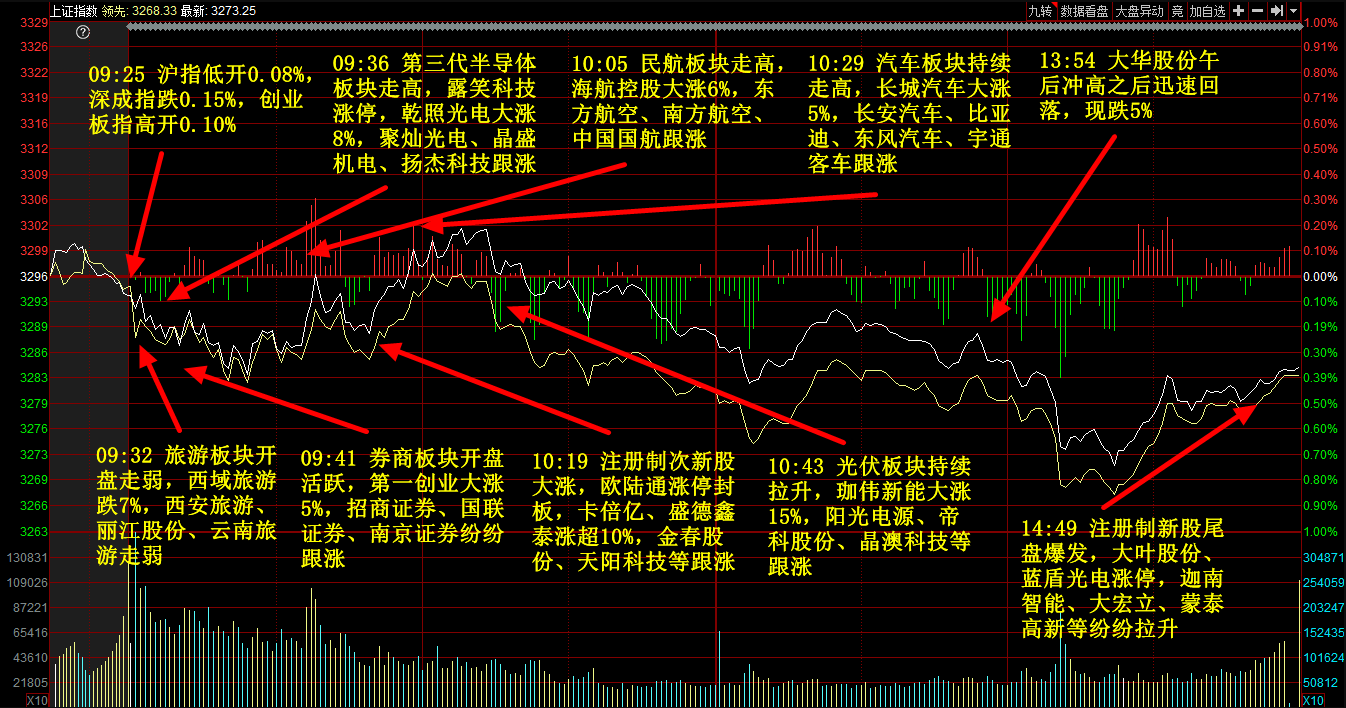 上证指数 领先: 3268.33 最新: 3273.25
九转 数据看盘 大盘异动 竞 加自选
3329
3326
3322
3319
3316
3312
3309
3306
3302
3299
3296
3293
3289
3286
3283
3279
3276
3273
3269
3266
3263
130831
109026
87221
65416
43610
21805
X10
09:25 沪指低开0.08%，
深成指跌0.15%，创业
板指高开0.10%
09:36 第三代半导体
板块走高，露笑科技
涨停，乾照光电大涨
8%，聚灿光电、晶盛
机电、扬杰科技跟涨
10:05 民航板块走高，
海航控股大涨6%，东
方航空、南方航空、
中国国航跟涨
10:29 汽车板块持续
走高，长城汽车大涨
5%，长安汽车、比亚
迪、东风汽车、宇通
客车跟涨
13:54 大华股份午
后冲高之后迅速回
落，现跌5%
09:32 旅游板块开
盘走弱，西域旅游
跌7%，西安旅游、
丽江股份、云南旅
游走弱
09:41 券商板块开盘
活跃，第一创业大涨
5%，招商证券、国联
证券、南京证券纷纷
跟涨
10:19 注册制次新股
大涨，欧陆通涨停封
板，卡倍亿、盛德鑫
泰涨超10%，金春股
份、天阳科技等跟涨
10:43 光伏板块持续
拉升，珈伟新能大涨
15%，阳光电源、帝
科股份、晶澳科技等
跟涨
14:49 注册制新股尾
盘爆发，大叶股份、
蓝盾光电涨停，迦南
智能、大宏立、蒙泰
高新等纷纷拉升
1.00%
0.91%
0.80%
0.71%
0.60%
0.50%
0.40%
0.30%
0.20%
0.10%
0.00%
0.10%
0.19%
0.30%
0.39%
0.50%
0.60%
0.70%
0.80%
0.90%
1.00%
304871
254059
203247
152435
101624
50812
X10